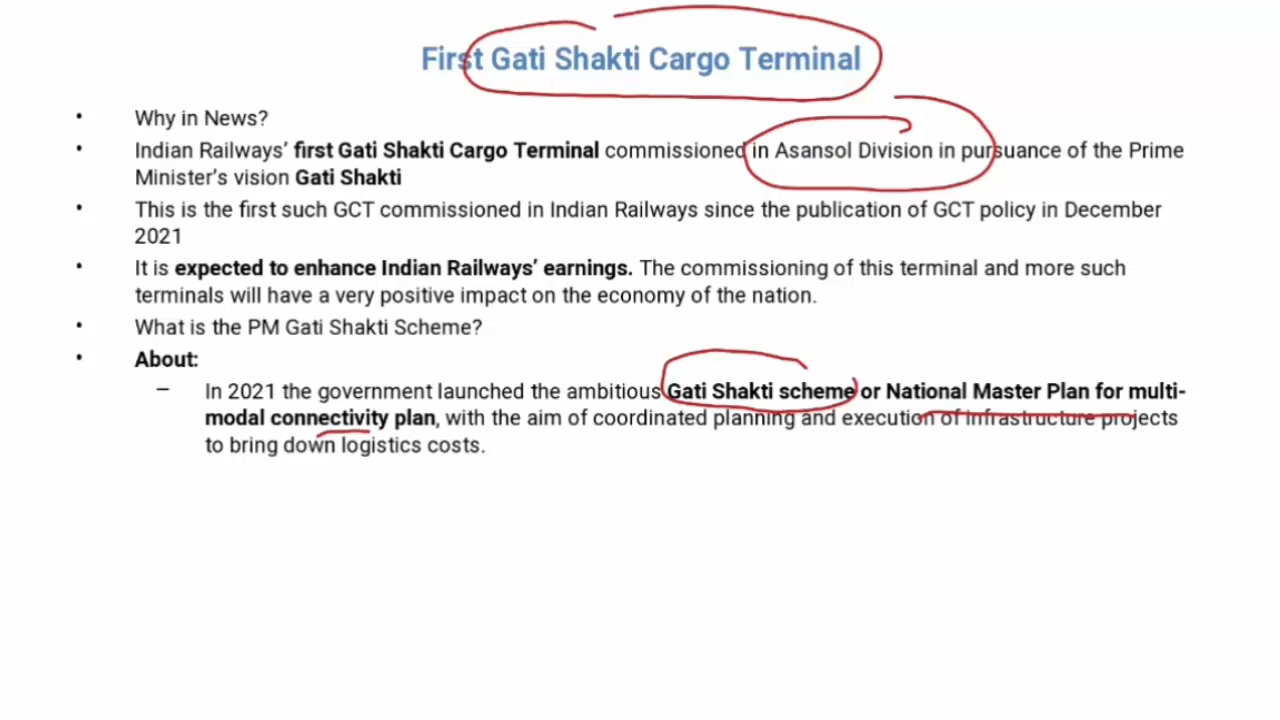 First Gati Shakti Cargo Terminal
• Why in News?
• Indian Railways’ first Gati Shakti Cargo Terminal commissioned in Asansol Division in pursuance of the Prime
Minister’s vision Gati Shakti
• This is the first such GCT commissioned in Indian Railways since the publication of GCT policy in December
2021
• It is expected to enhance Indian Railways’ earnings. The commissioning of this terminal and more such
terminals will have a very positive impact on the economy of the nation.
• What is the PM Gati Shakti Scheme?
• About:
– In 2021 the government launched the ambitious Gati Shakti scheme or National Master Plan for multi-
modal connectivity plan, with the aim of coordinated planning and execution of infrastructure projects
to bring down logistics costs.